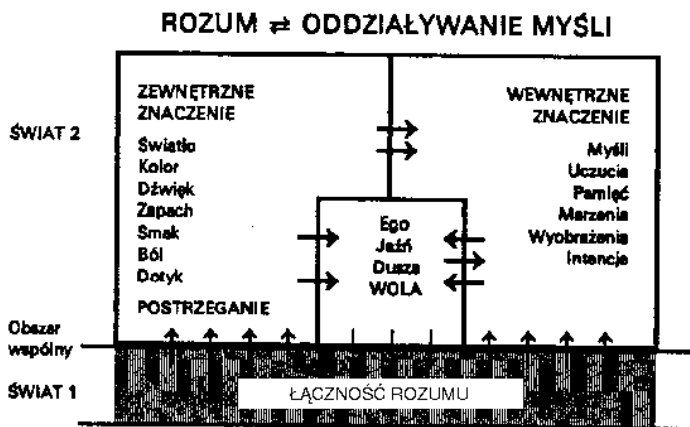 ROZUM ⇄ ODDZIAŁYWANIE MYŚLI
ŚWIAT 2
ZEWNĘTRZNE
ZNACZENIE
Światło
Kolor
Dźwięk
Zapach
Smak
Ból
Dotyk
POSTRZEGANIE
Ego
Jaźń
Dusza
WOLA
WEWNĘTRZNE
ZNACZENIE
Myśli
Uczucia
Pamięć
Marzenia
Wyobrażenia
Intencje
Obszar
wspólny
ŚWIAT 1
ŁĄCZNOŚĆ ROZUMU